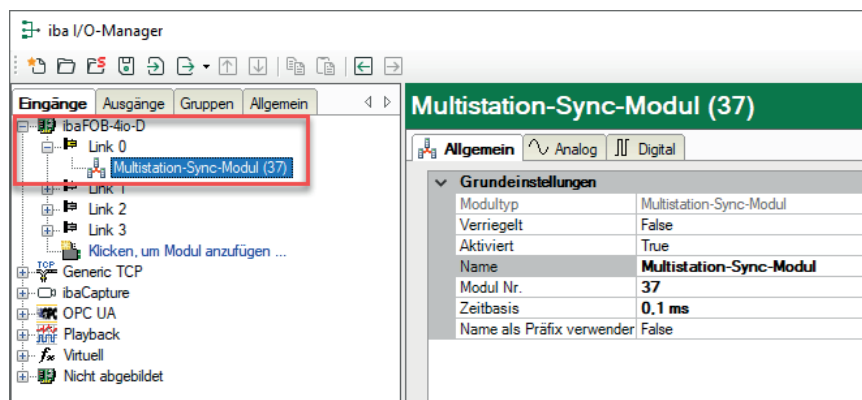 iba I/O-Manager
Eingänge Ausgänge Gruppen Allgemein
ibaFOB-4io-D
Link 0
Multistation-Sync-Modul (37)
Link 1
Link 2
Link 3
Klicken, um Modul anzufügen ...
TCP Generic TCP
ibaCapture
OPC UA
Playback
fx Virtuell
Nicht abgebildet
Multistation-Sync-Modul (37)
Allgemein Analog Digital
Grundeinstellungen
Modultyp Multistation-Sync-Modul
Verriegelt False
Aktiviert True
Name Multistation-Sync-Modul
Modul Nr. 37
Zeitbasis 0,1 ms
Name als Präfix verwender False